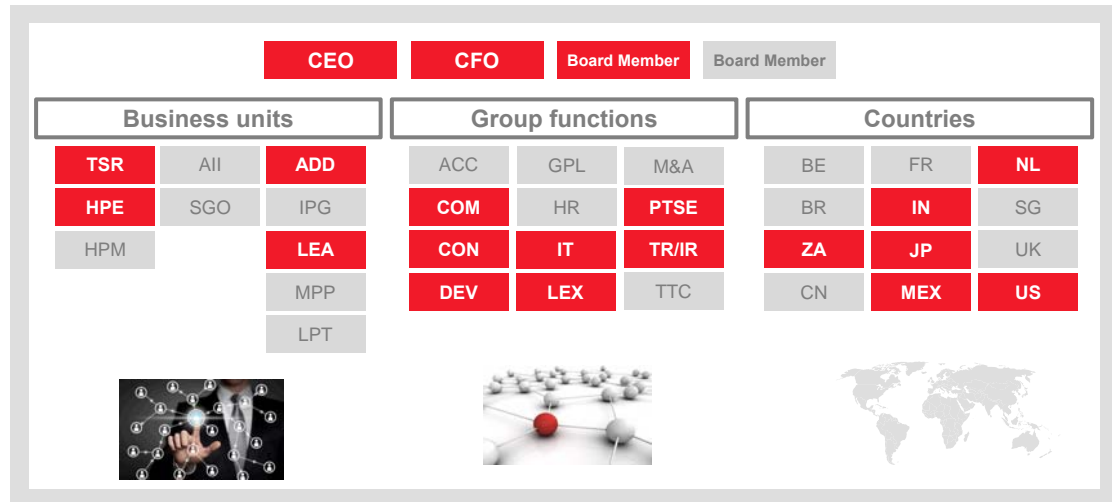 CEO CFO Board Member Board Member
Business units Group functions Countries
TSR AII ADD ACC GPL M&A BE FR NL
HPE SGO IPG COM HR PTSE BR IN SG
HPM LEA CON IT TR/IR ZA JP UK
MPP DEV LEX TTC CN MEX US
LPT